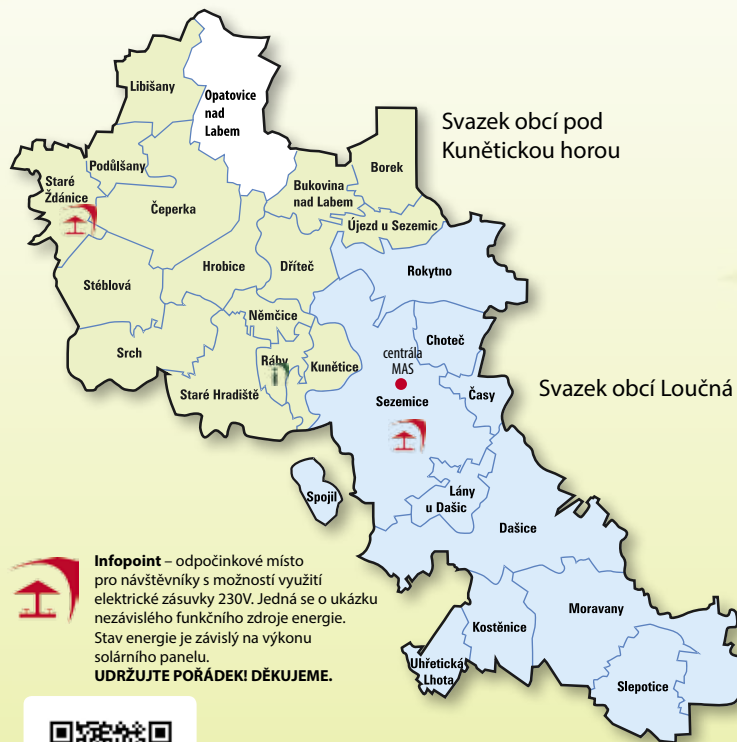 Libišany
Opatovice
nad
Labem
Svazek obcí pod
Kunětickou horou
Podůlšany
Staré
Ždánice
Čeperka
Bukovina
nad Labem
Borek
Újezd u Sezemic
Hrobice
Dříteč
Rokytno
Stéblová
Němčice
Srch
Ráby
Kunětice
Choteč
centrála
MAS
Staré Hradiště
Sezemice
Časy
Svazek obcí Loučná
Spojil
Lány
u Dašic
Dašice
Infopoint – odpočinkové místo
pro návštěvníky s možností využití
elektrické zásuvky 230V. Jedná se o ukázku
nezávislého funkčního zdroje energie.
Stav energie je závislý na výkonu
solárního panelu.
UDRŽUJTE POŘÁDEK! DĚKUJEME.
Moravany
Kostěnice
Uhřetická
Lhota
Slepotice